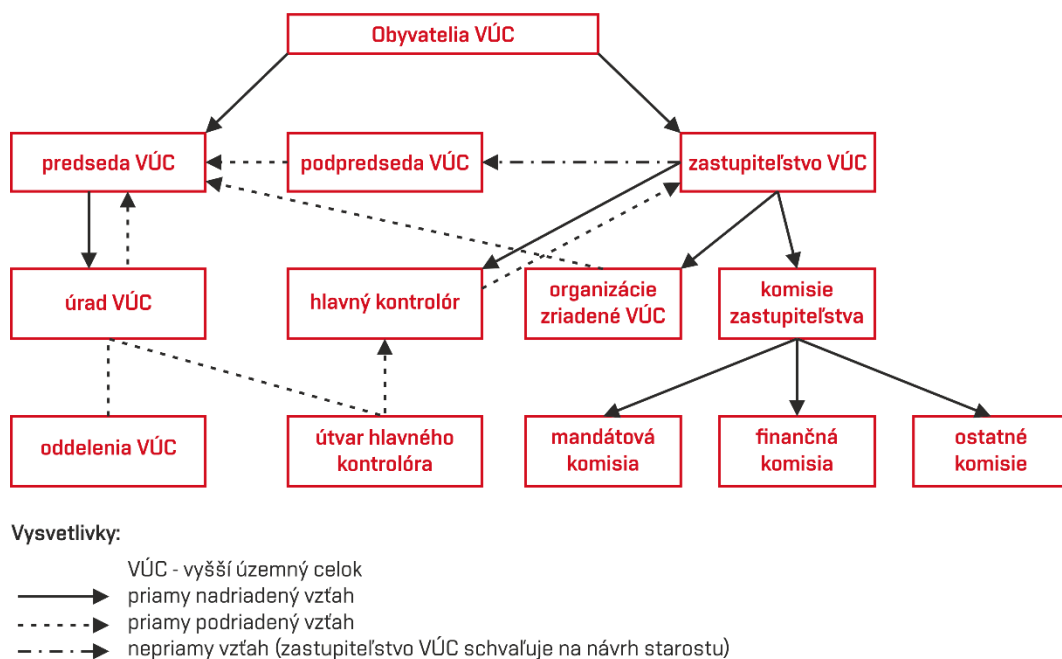 Obyvatelia VÚC
predseda VÚC
podpredseda VÚC
zastupiteľstvo VÚC
úrad VÚC
hlavný kontrolór
organizácie
zriadené VÚC
komisie
zastupiteľstva
oddelenia VÚC
útvar hlavného
kontrolóra
mandátová
komisia
finančná
komisia
ostatné
komisie
Vysvetlivky:
VÚC - vyšší územný celok
priamy nadriadený vzťah
priamy podriadený vzťah
nepriamy vzťah (zastupiteľstvo VÚC schvaľuje na návrh starostu)